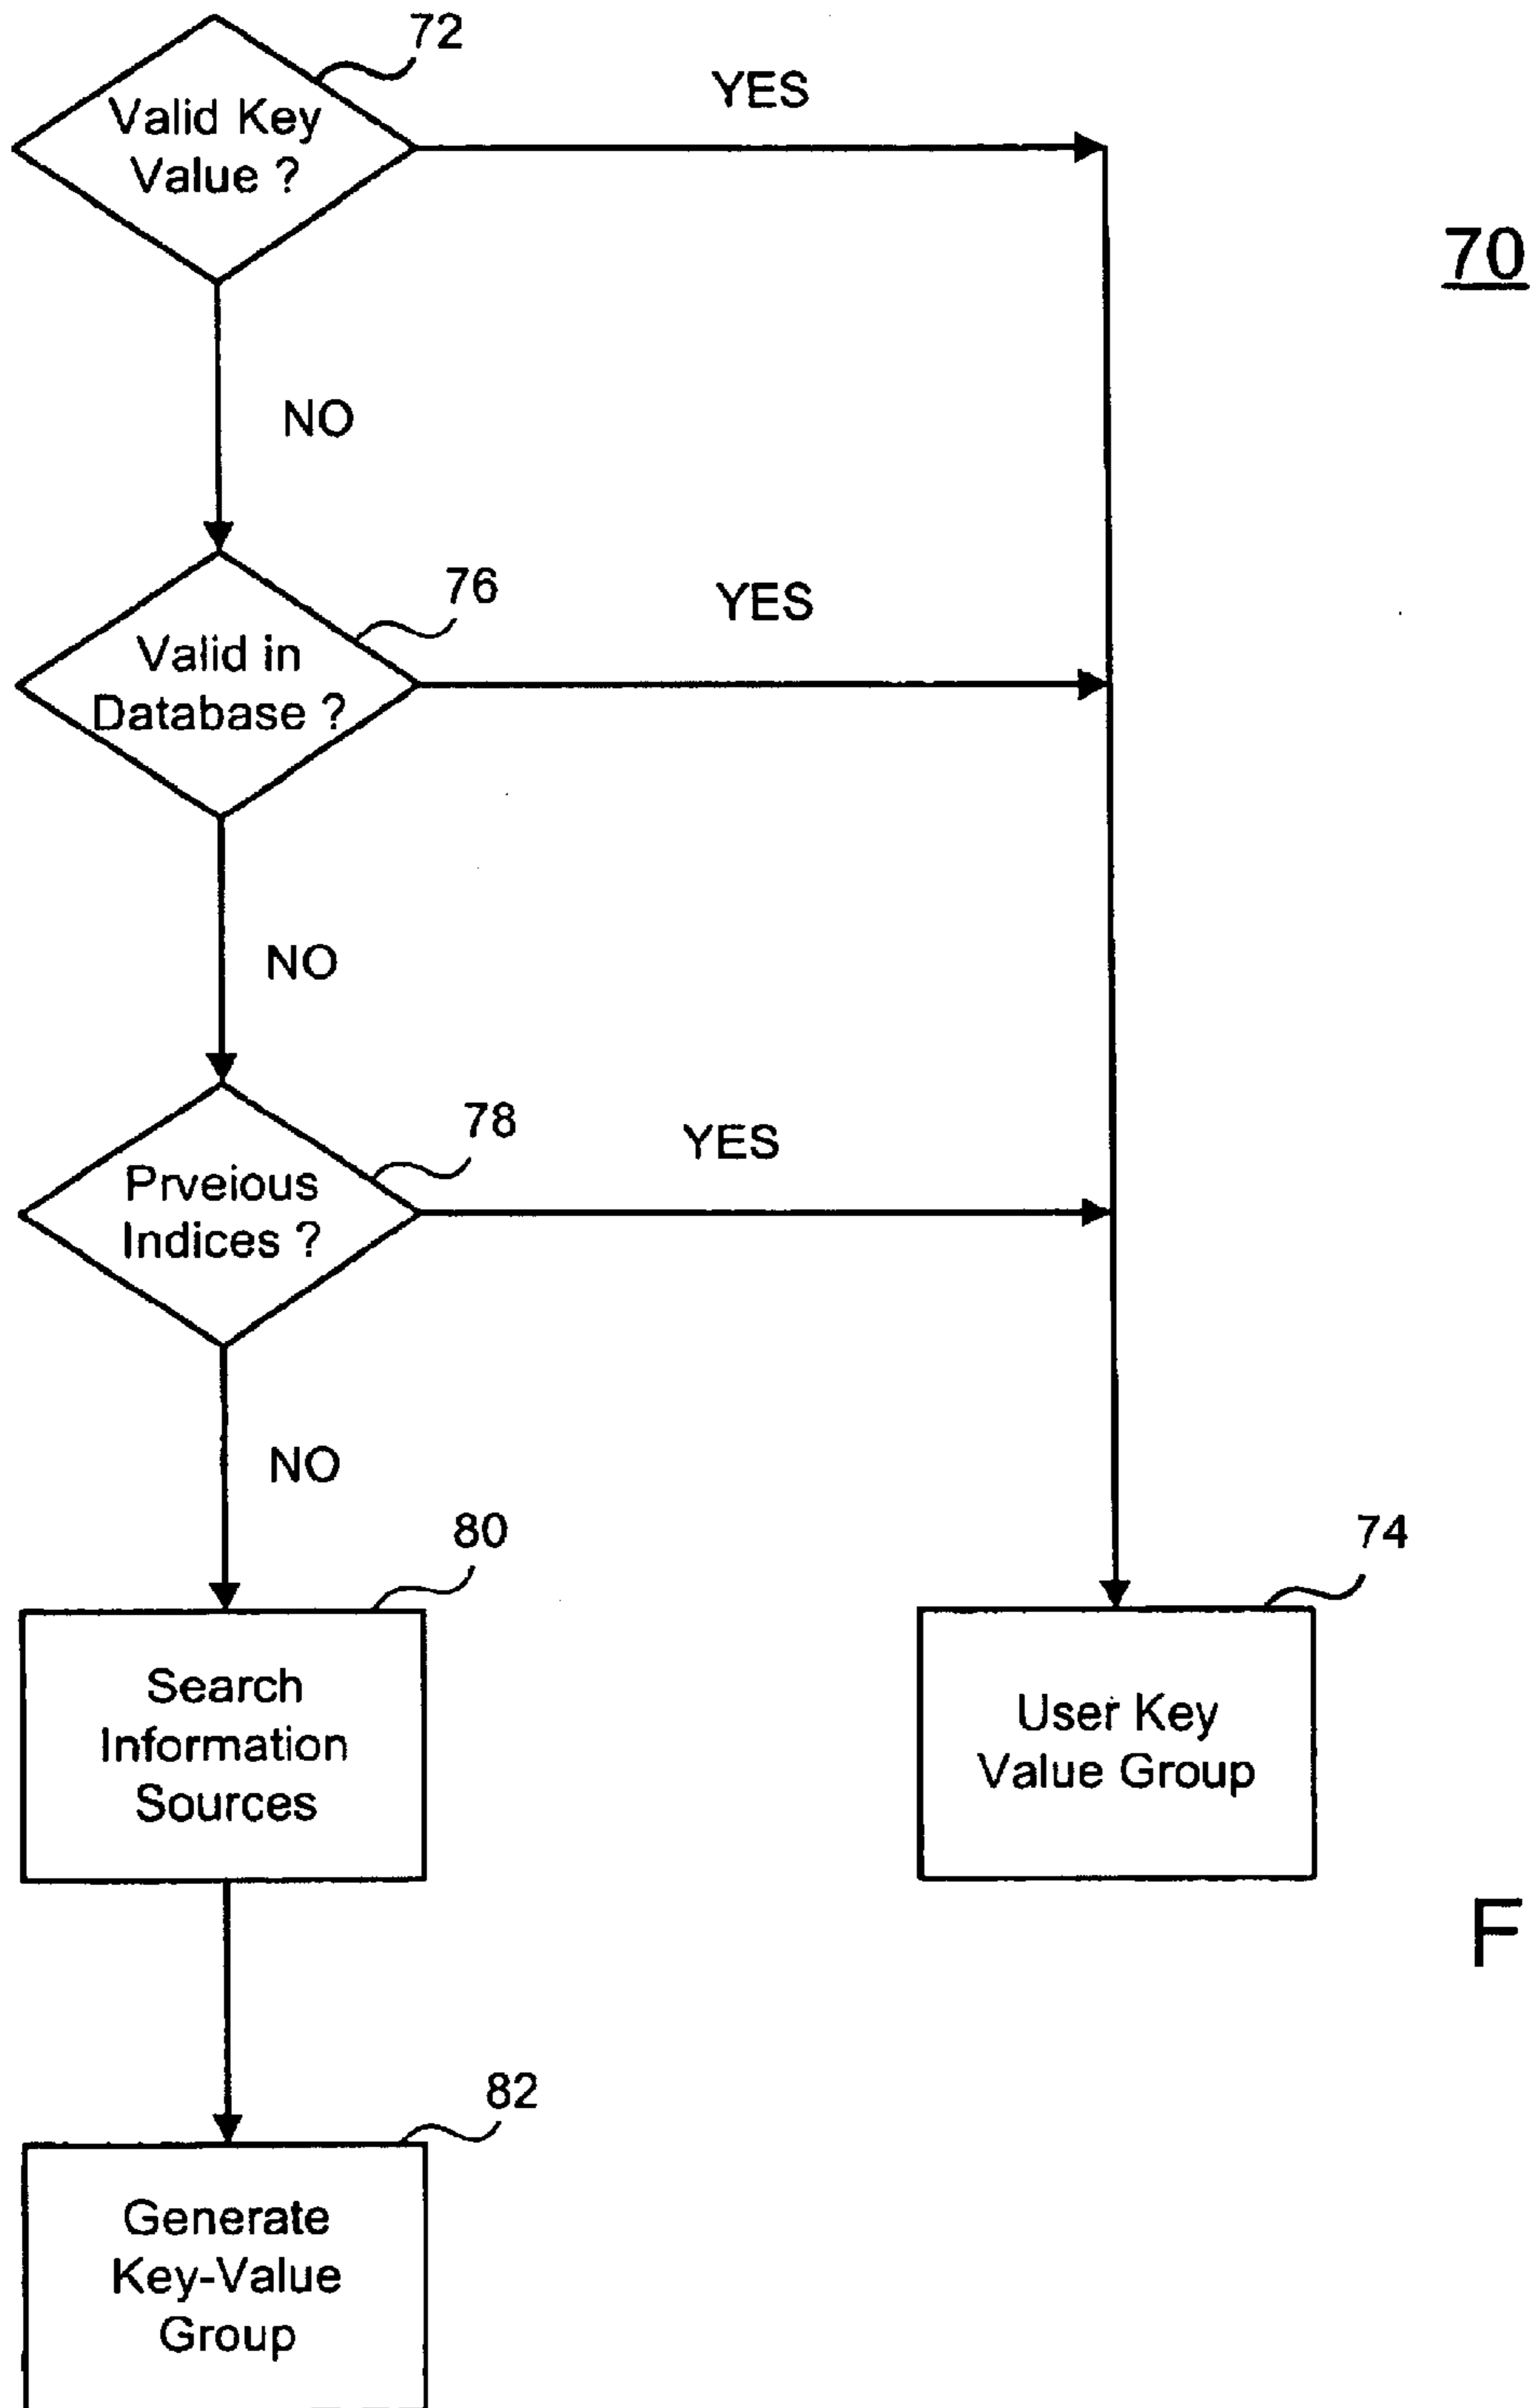 72
YES
Valid Key
Value ?
70
NO
76
YES
Valid in
Database ?
NO
78
YES
Prveious
Indices ?
NO
80
74
Search
Information
Sources
User Key
Value Group
F
82
Generate
Key-Value
Group